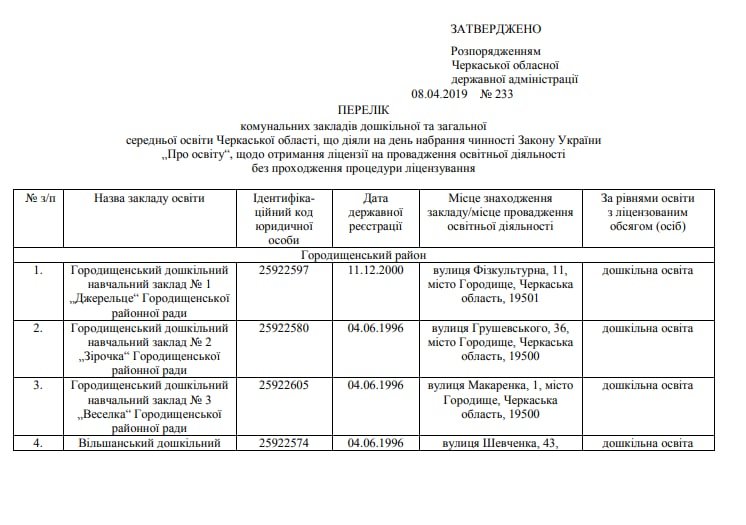 ЗАТВЕРДЖЕНО
Розпорядженням
Черкаської обласної
державної адміністрації
08.04.2019 № 233
ПЕРЕЛІК
комунальних закладів дошкільної та загальної
середньої освіти Черкаської області, що діяли на день набрання чинності Закону України
„Про освіту“, щодо отримання ліцензії на провадження освітньої діяльності
без проходження процедури ліцензування
№ з/п
Назва закладу освіти
Ідентифіка-
ційний код
юридичної
особи
Дата
державної
реєстрації
Місце знаходження
закладу/місце провадження
освітньої діяльності
За рівнями освіти
з ліцензованим
обсягом (осіб)
Городищенський район
1.
Городищенський дошкільний
навчальний заклад № 1
„Джерельце“ Городищенської
районної ради
25922597
11.12.2000
вулиця Фізкультурна, 11,
місто Городище, Черкаська
область, 19501
дошкільна освіта
2.
Городищенський дошкільний
навчальний заклад № 2
„Зірочка“ Городищенської
районної ради
25922580
04.06.1996
вулиця Грушевського, 36,
місто Городище, Черкаська
область, 19500
дошкільна освіта
3.
Городищенський дошкільний
навчальний заклад № 3
„Веселка“ Городищенської
районної ради
25922605
04.06.1996
вулиця Макаренка, 1, місто
Городище, Черкаська
область, 19500
дошкільна освіта
4.
Вільшанський дошкільний
25922574
04.06.1996
вулиця Шевченка, 43,
дошкільна освіта